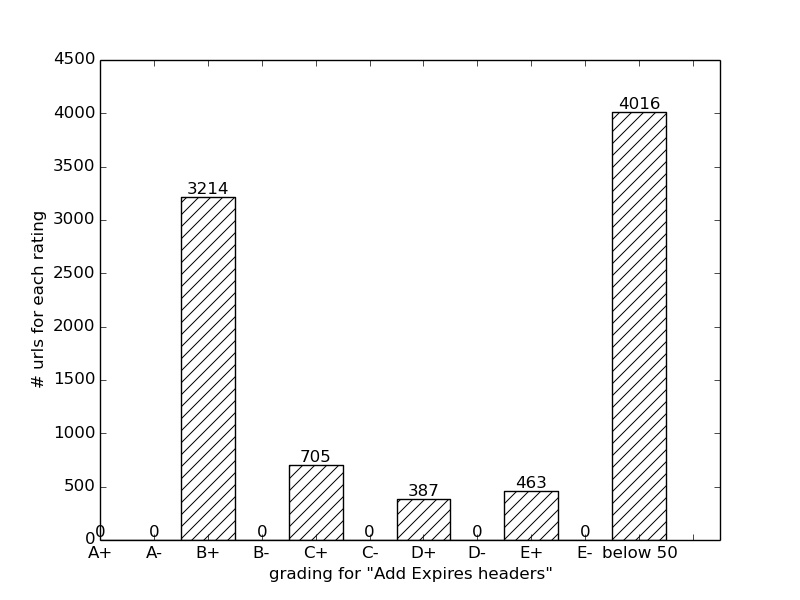 4500
4000
3500
3000
2500
2000
1500
1000
500
0
# urls for each rating
0 0 3214 0 705 0 387 0 463 0 4016
A+ A- B+ B- C+ C- D+ D- E+ E- below 50
grading for "Add Expires headers"